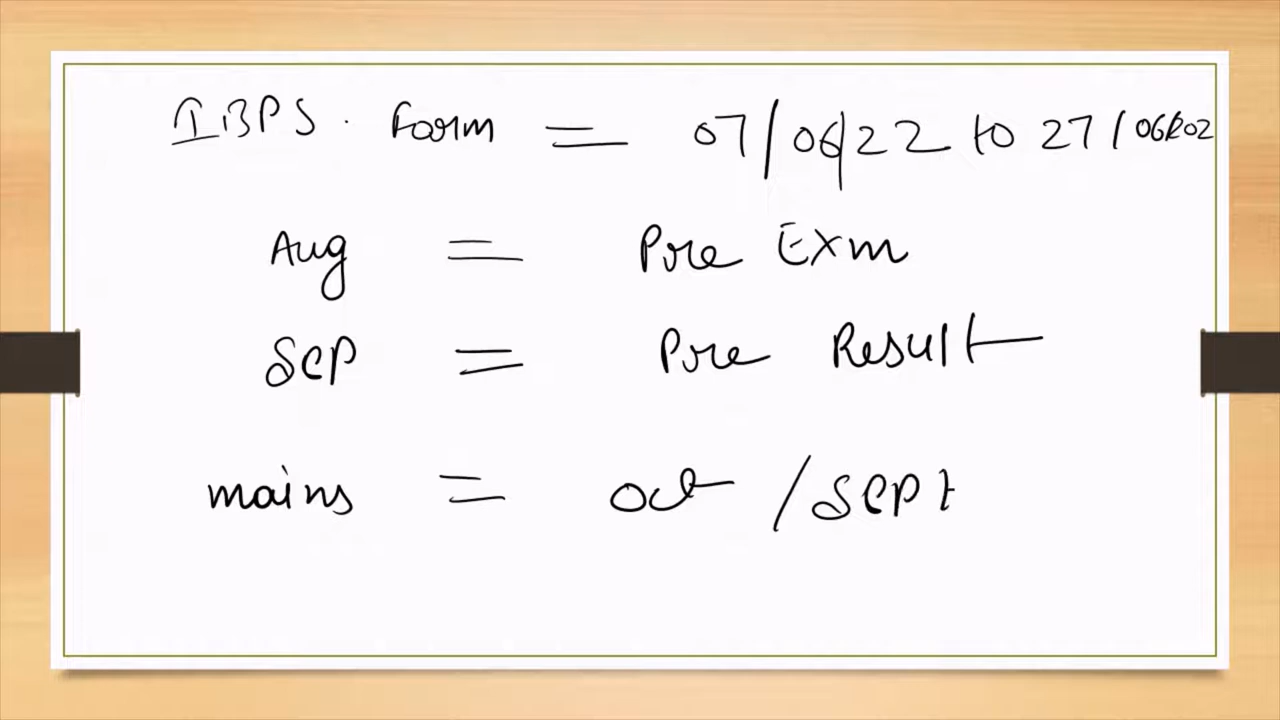 IBPS. Form = 07/06/22 to 27/06/202
Aug = Pre Exm
Sep = Pre Result
mains = Oct / Sept